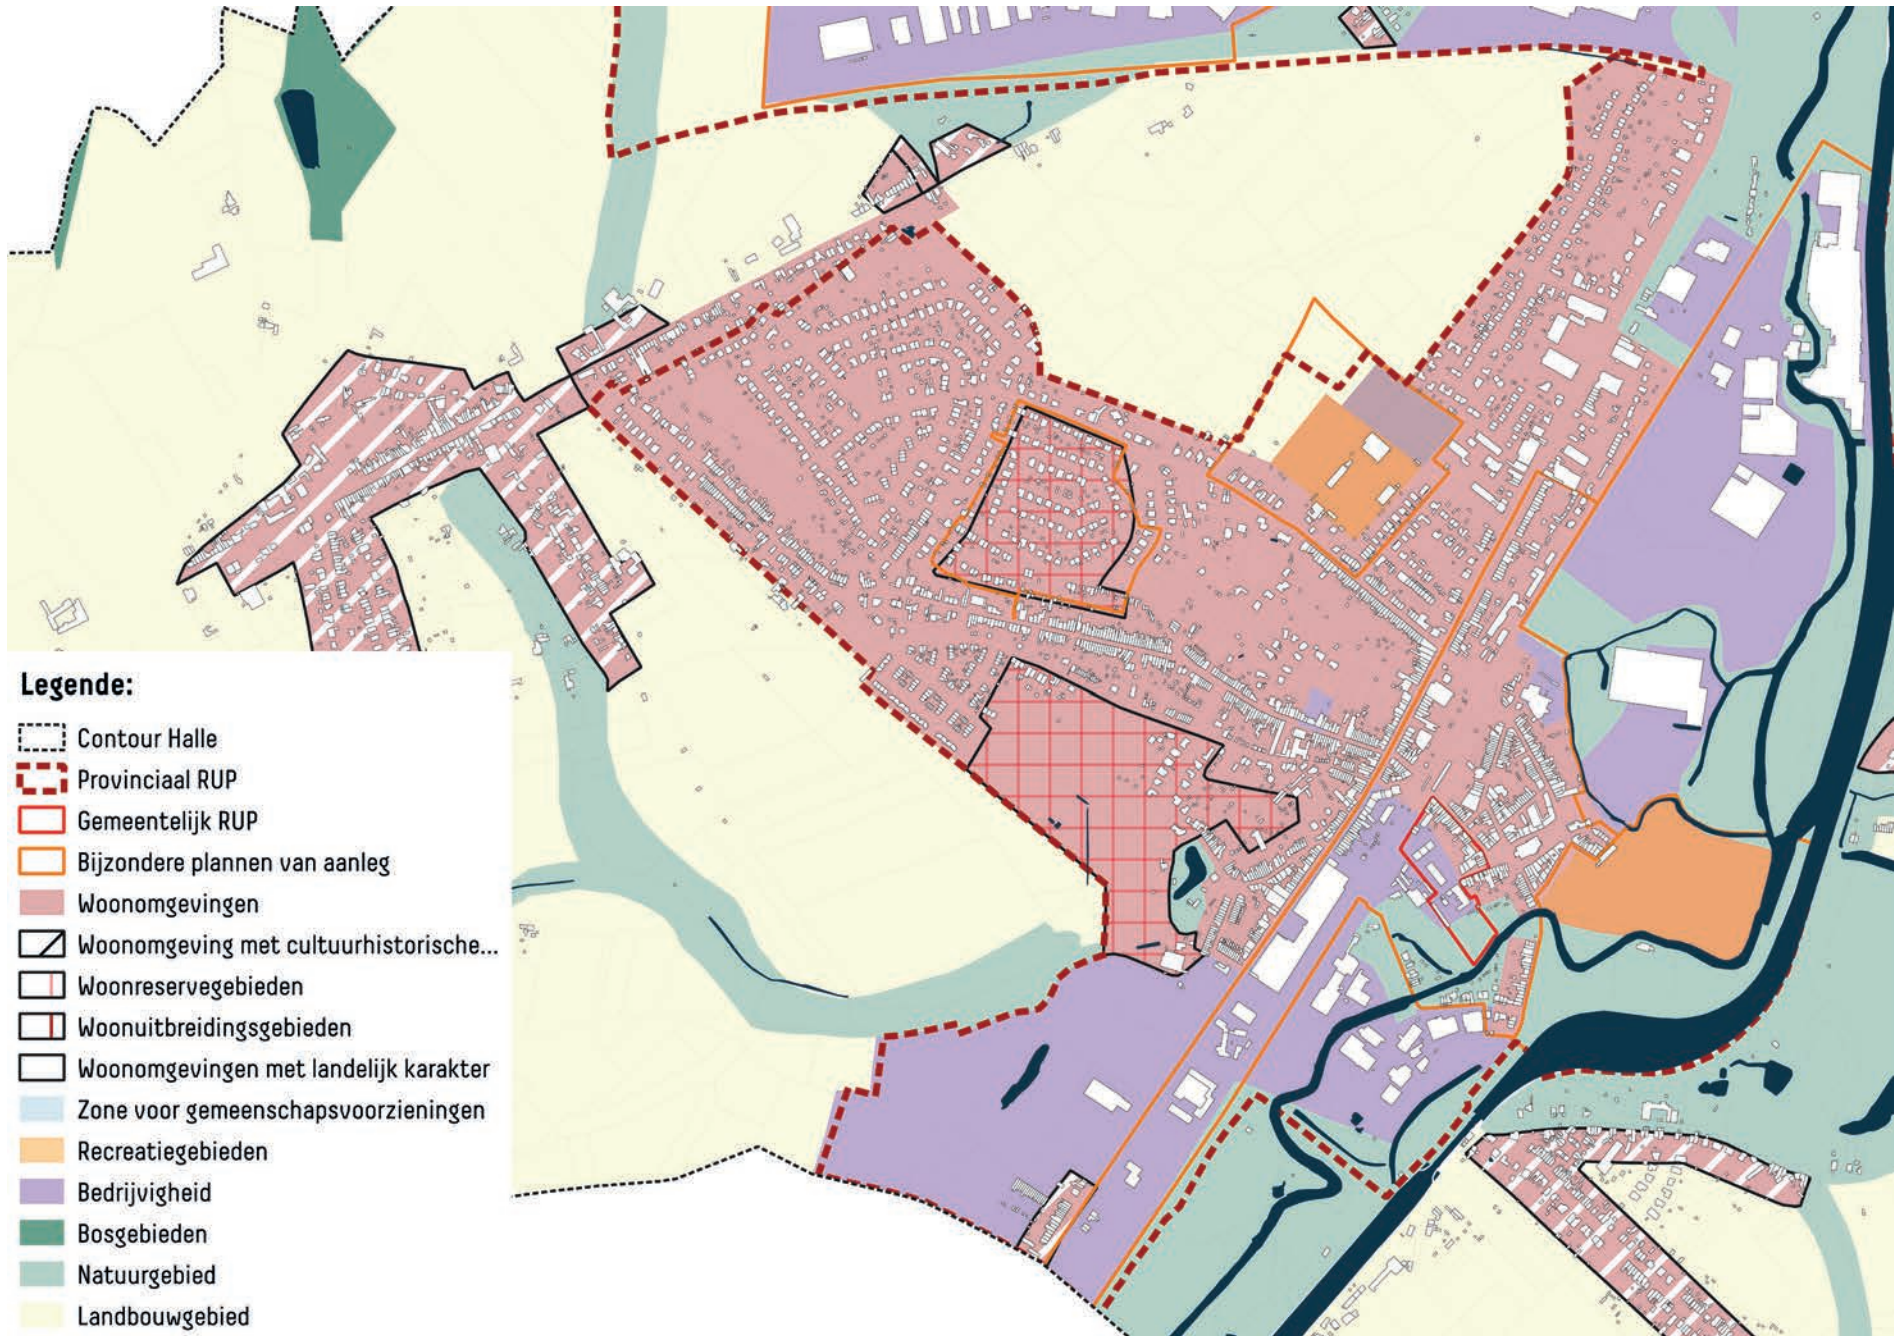 Legende:
Contour Halle
Provinciaal RUP
Gemeentelijk RUP
Bijzondere plannen van aanleg
Woonomgevingen
Woonomgeving met cultuurhistorische...
Woonreservegebieden
Woonuitbreidingsgebieden
Woonomgevingen met landelijk karakter
Zone voor gemeenschapsvoorzieningen
Recreatiegebieden
Bedrijvigheid
Bosgebieden
Natuurgebied
Landbouwgebied